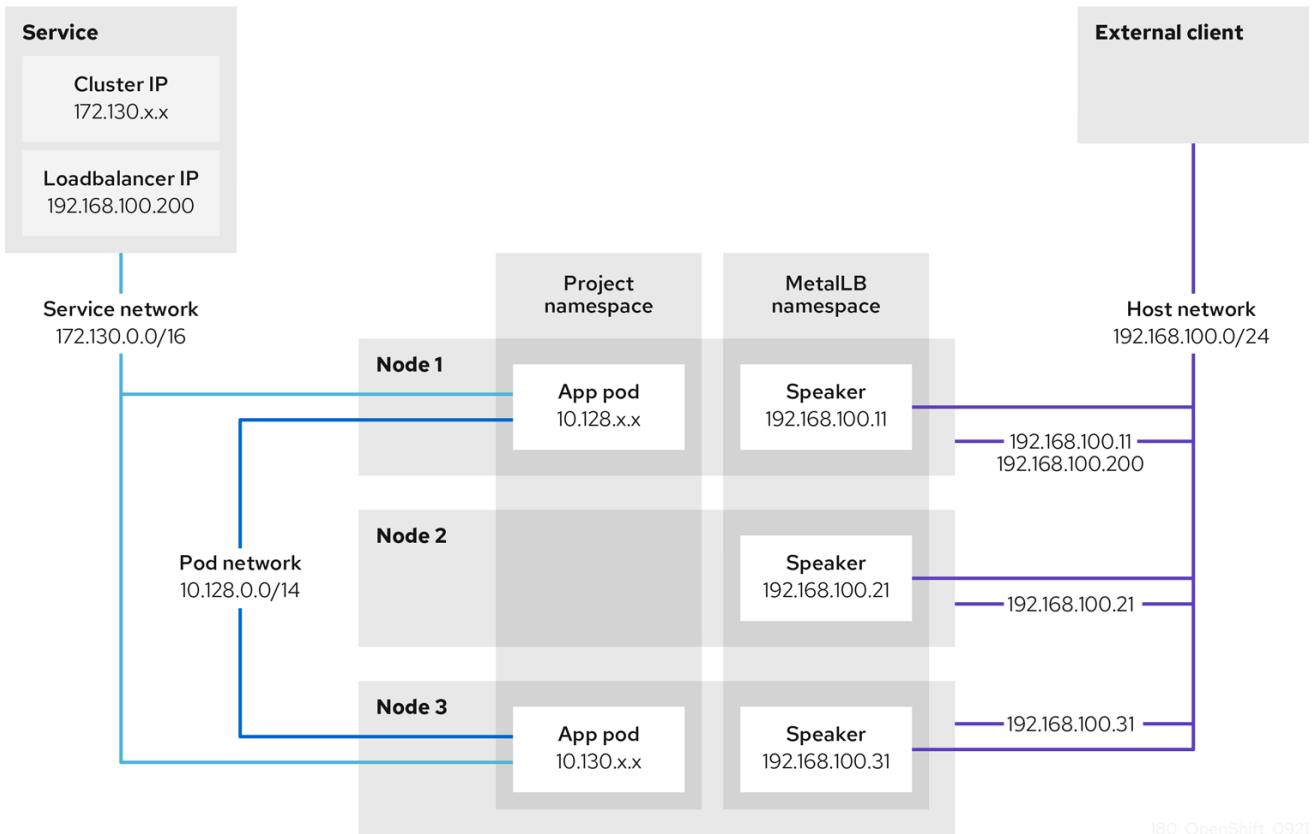 Service
Cluster IP
172.130.x.x
Loadbalancer IP
192.168.100.200
External client
Service network
172.130.0.0/16
Project
namespace
MetalLB
namespace
Host network
192.168.100.0/24
Node 1
App pod
10.128.x.x
Speaker
192.168.100.11
192.168.100.11
192.168.100.200
Node 2
Speaker
192.168.100.21
192.168.100.21
Pod network
10.128.0.0/14
Node 3
App pod
10.130.x.x
Speaker
192.168.100.31
192.168.100.31
180_OpenShift_0921